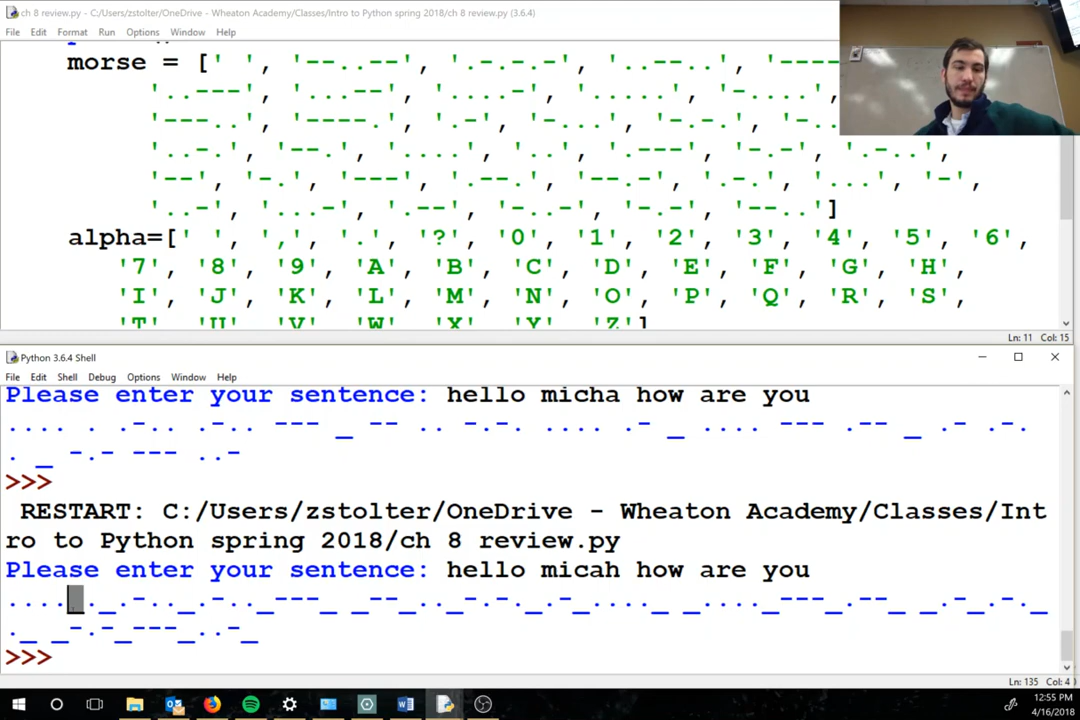 ch 8 review.py - C:/Users/zstolter/OneDrive - Wheaton Academy/Classes/Intro to Python spring 2018/ch 8 review.py (3.6.4)
File Edit Format Run Options Window Help
morse = [' ', '--..--', '.-.-.-', '..--..', '----
'..---', '...--', '....-', '.....', '-....',
'---..', '----.', '.-', '-...', '-.-.', '-..
'..-.', '--.', '....', '..', '.---', '-.-', '.-..',
'--', '-.', '---', '.--.', '--.-', '.-.', '...', '-',
'..-', '...-', '.--', '-..-', '-.--', '--..']
alpha=[' ', ',', '.', '?', '0', '1', '2', '3', '4', '5', '6',
'7', '8', '9', 'A', 'B', 'C', 'D', 'E', 'F', 'G', 'H',
'I', 'J', 'K', 'L', 'M', 'N', 'O', 'P', 'Q', 'R', 'S',
'T', 'U', 'V', 'W', 'X', 'Y', 'Z']
Ln: 11 Col: 15
Python 3.6.4 Shell
File Edit Shell Debug Options Window Help
Please enter your sentence: hello micha how are you
.... . .-.. .-.. --- _ -- .. -.-. .... .- _ .... --- .-- _ .- .-.
. _ -.-- --- ..-
>>>
RESTART: C:/Users/zstolter/OneDrive - Wheaton Academy/Classes/Int
ro to Python spring 2018/ch 8 review.py
Please enter your sentence: hello micah how are you
...._._.-.._.-.._---_ _--_.._-.-._.-_...._ _...._---_.--_ _.-_.-._
._ _-.--_---_..-_
>>>
Ln: 135 Col: 4
12:55 PM
4/16/2018